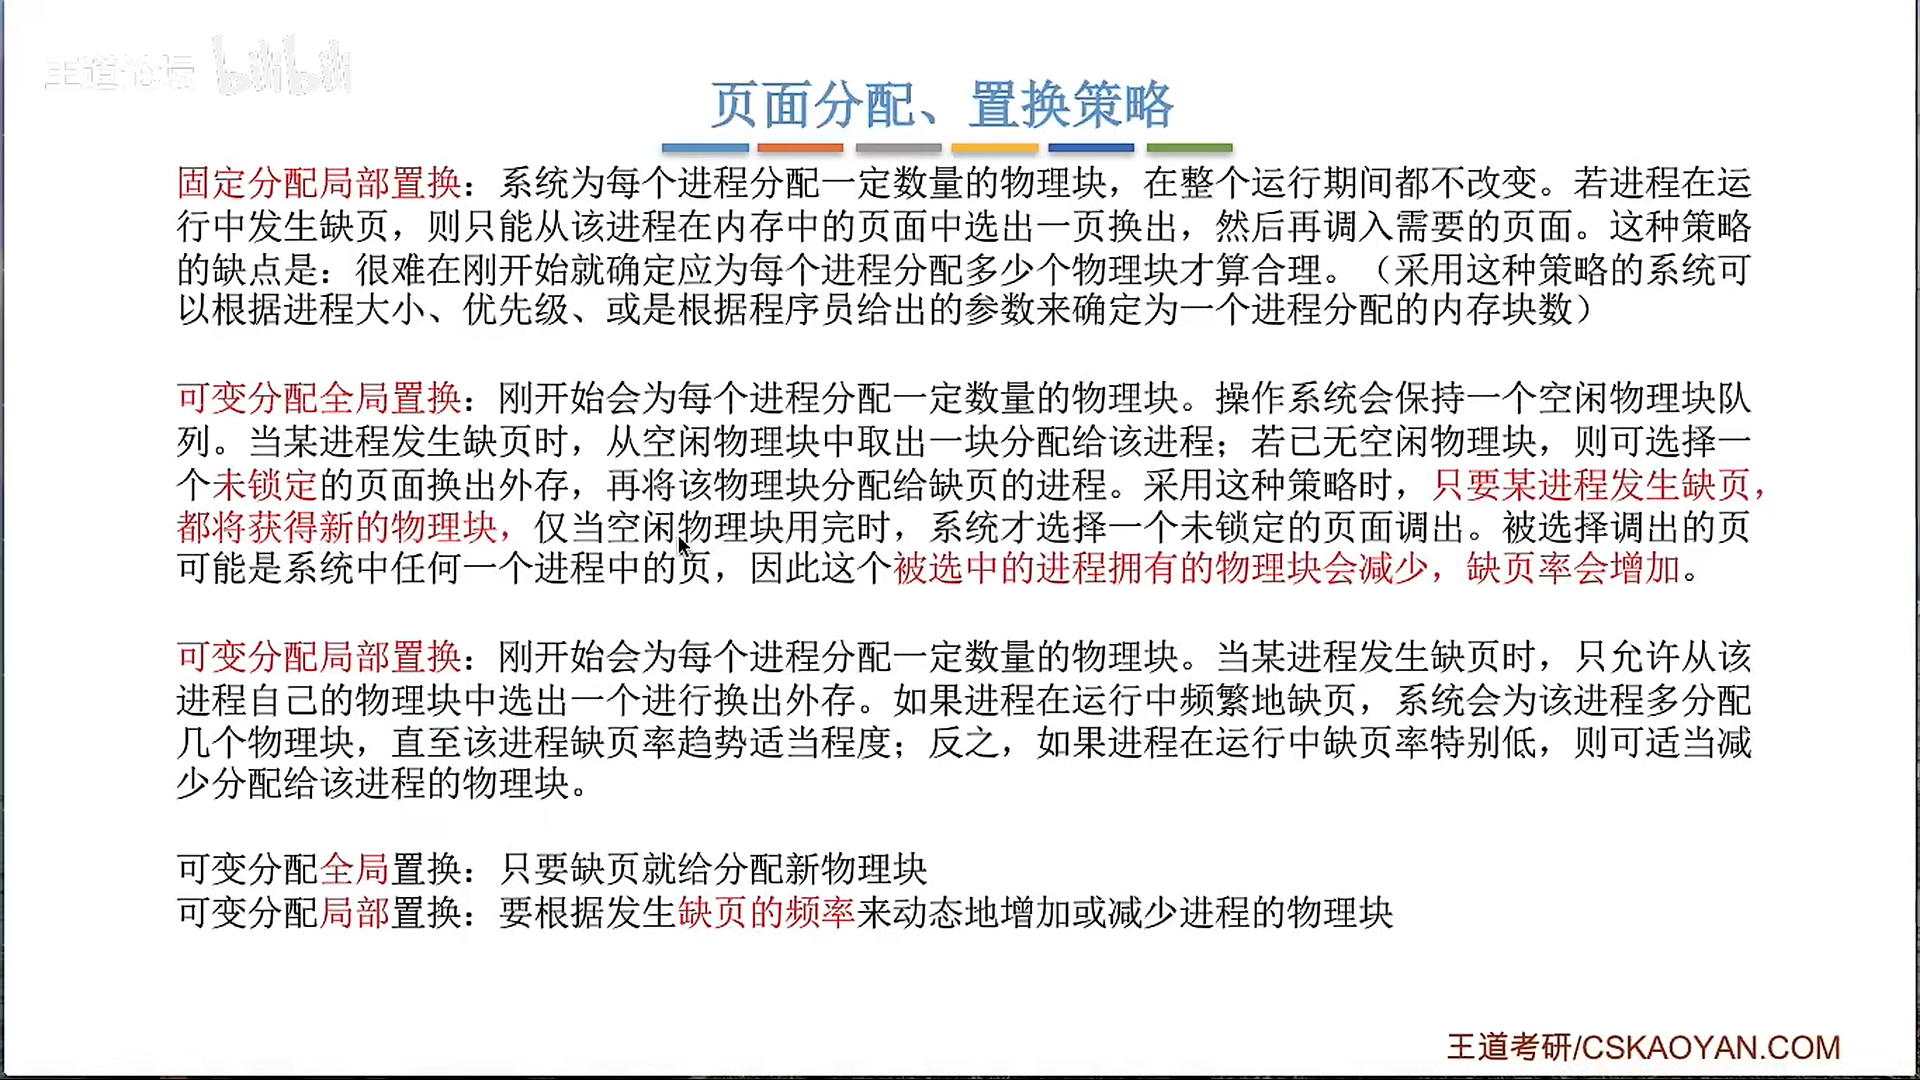 王道论坛 bilibili
页面分配、置换策略
固定分配局部置换：系统为每个进程分配一定数量的物理块，在整个运行期间都不改变。若进程在运
行中发生缺页，则只能从该进程在内存中的页面中选出一页换出，然后再调入需要的页面。这种策略
的缺点是：很难在刚开始就确定应为每个进程分配多少个物理块才算合理。（采用这种策略的系统可
以根据进程大小、优先级、或是根据程序员给出的参数来确定为一个进程分配的内存块数）
可变分配全局置换：刚开始会为每个进程分配一定数量的物理块。操作系统会保持一个空闲物理块队
列。当某进程发生缺页时，从空闲物理块中取出一块分配给该进程；若已无空闲物理块，则可选择一
个未锁定的页面换出外存，再将该物理块分配给缺页的进程。采用这种策略时，只要某进程发生缺页，
都将获得新的物理块，仅当空闲物理块用完时，系统才选择一个未锁定的页面调出。被选择调出的页
可能是系统中任何一个进程中的页，因此这个被选中的进程拥有的物理块会减少，缺页率会增加。
可变分配局部置换：刚开始会为每个进程分配一定数量的物理块。当某进程发生缺页时，只允许从该
进程自己的物理块中选出一个进行换出外存。如果进程在运行中频繁地缺页，系统会为该进程多分配
几个物理块，直至该进程缺页率趋势适当程度；反之，如果进程在运行中缺页率特别低，则可适当减
少分配给该进程的物理块。
可变分配全局置换：只要缺页就给分配新物理块
可变分配局部置换：要根据发生缺页的频率来动态地增加或减少进程的物理块
王道考研/CSKAOYAN.COM